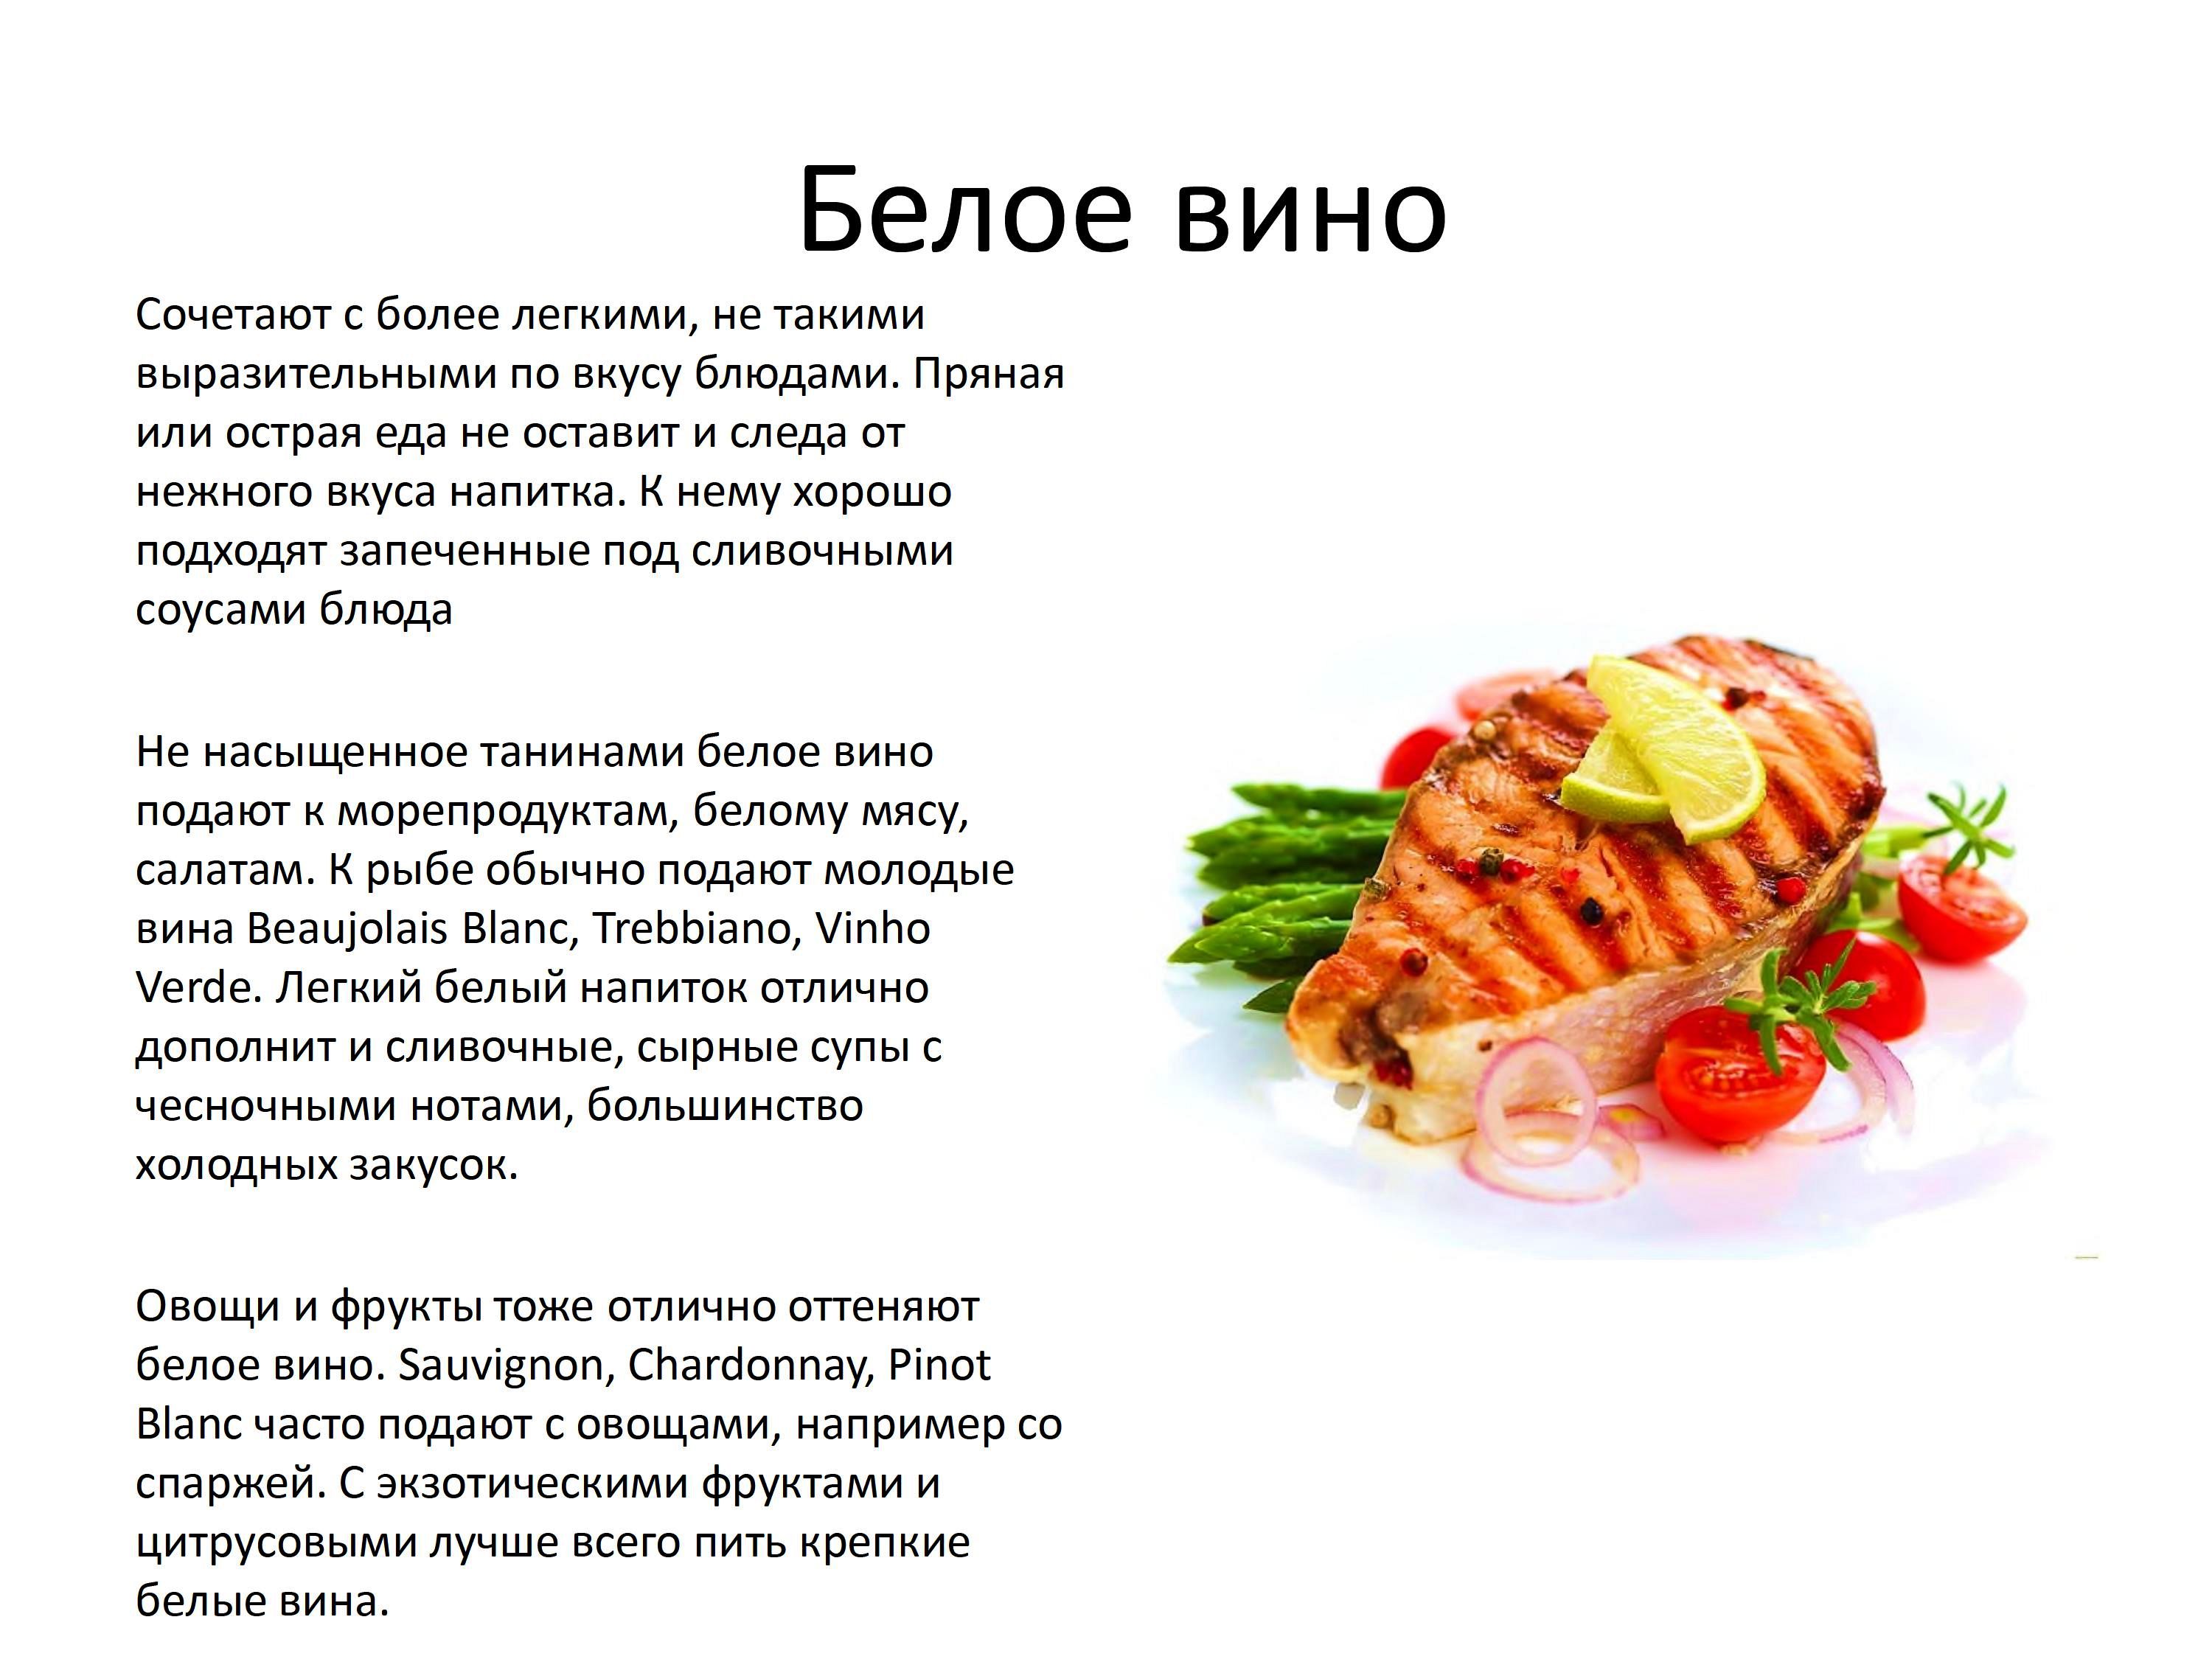 Белое вино
Сочетают с более легкими, не такими
выразительными по вкусу блюдами. Пряная
или острая еда не оставит и следа от
нежного вкуса напитка. К нему хорошо
подходят запеченные под сливочными
соусами блюда
Не насыщенное танинами белое вино
подают к морепродуктам, белому мясу,
салатам. К рыбе обычно подают молодые
вина Beaujolais Blanc, Trebbiano, Vinho
Verde. Легкий белый напиток отлично
дополнит и сливочные, сырные супы с
чесночными нотами, большинство
холодных закусок.
Овощи и фрукты тоже отлично оттеняют
белое вино. Sauvignon, Chardonnay, Pinot
Blanc часто подают с овощами, например со
спаржей. С экзотическими фруктами и
цитрусовыми лучше всего пить крепкие
белые вина.